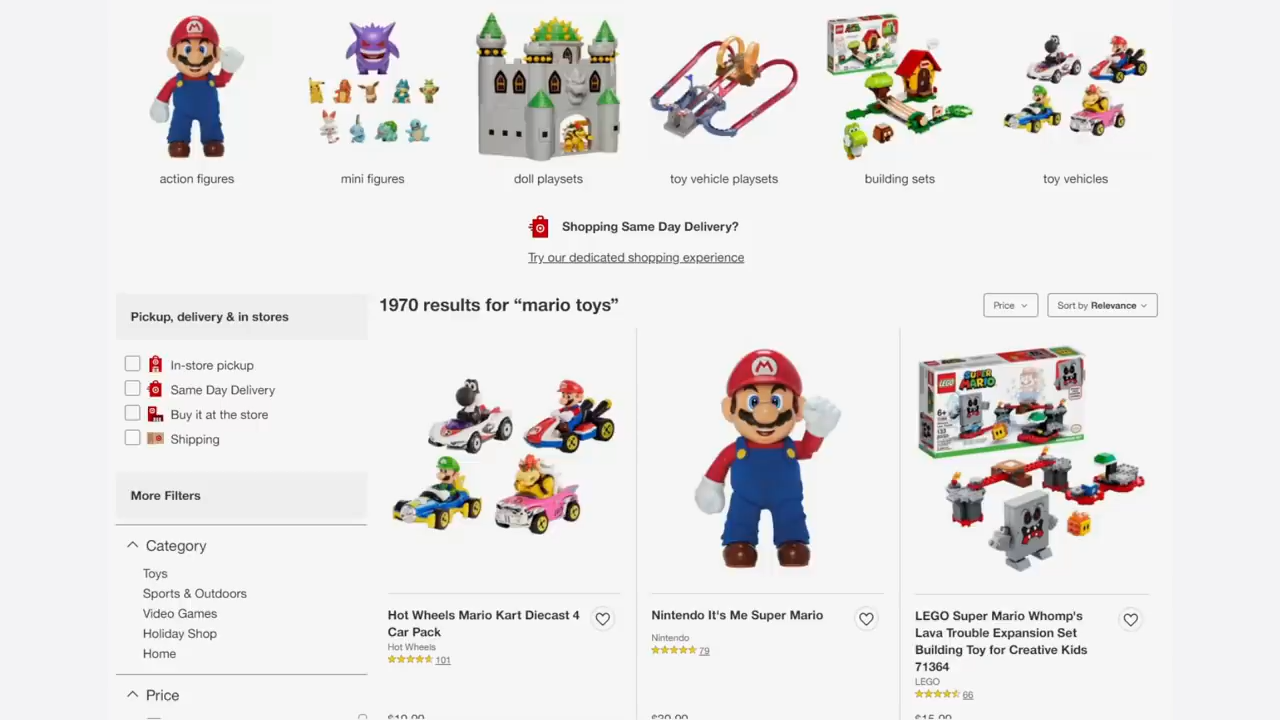 action figures
mini figures
doll playsets
toy vehicle playsets
building sets
toy vehicles
Shopping Same Day Delivery?
Try our dedicated shopping experience
Pickup, delivery & in stores
In-store pickup
Same Day Delivery
Buy it at the store
Shipping
More Filters
Category
Toys
Sports & Outdoors
Video Games
Holiday Shop
Home
Price
1970 results for “mario toys”
Price
Sort by Relevance
Hot Wheels Mario Kart Diecast 4
Car Pack
Hot Wheels
101
Nintendo It's Me Super Mario
Nintendo
79
LEGO
SUPER
MARIO
6+
LEGO Super Mario Whomp's
Lava Trouble Expansion Set
Building Toy for Creative Kids
71364
LEGO
66